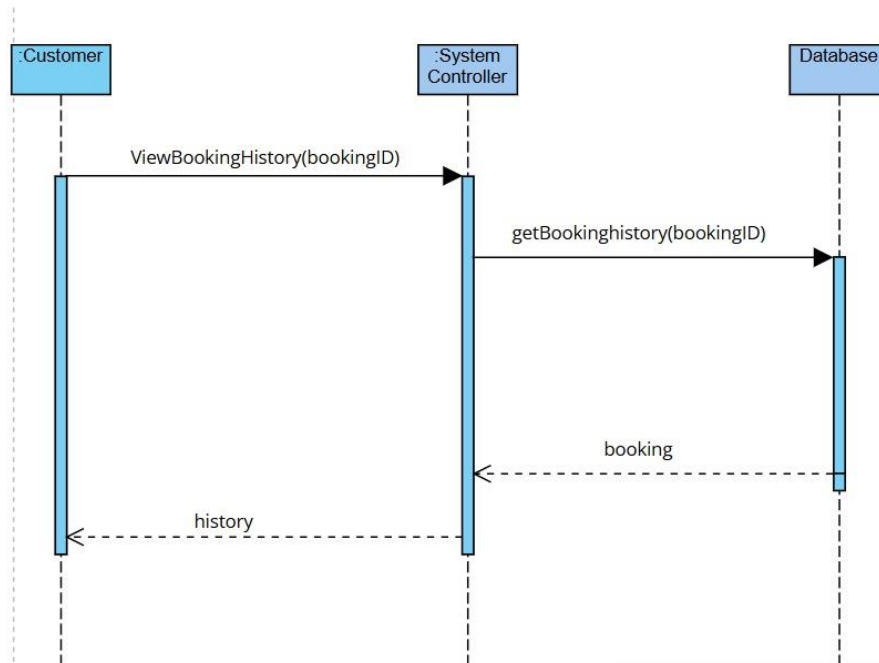 :Customer
:System
Controller
Database
ViewBookingHistory(bookingID)
getBookinghistory(bookingID)
booking
history